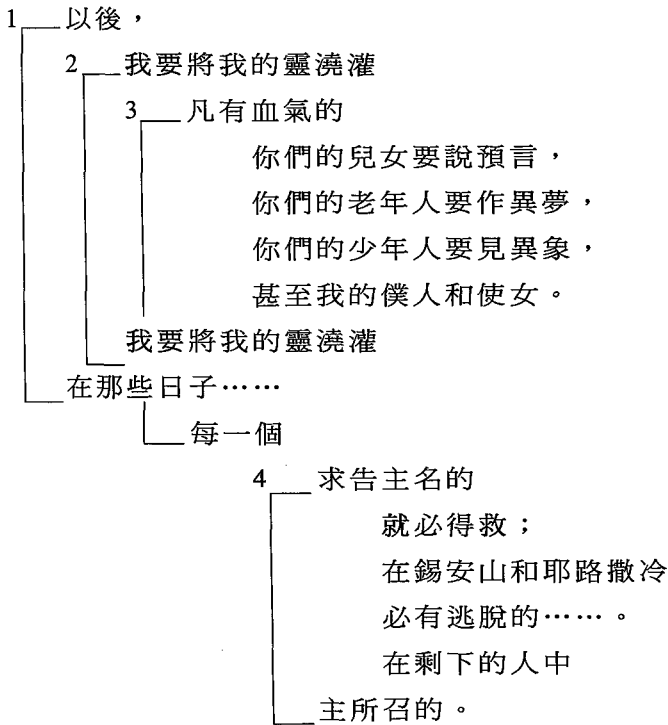 1 以後，
2 我要將我的靈澆灌
3 凡有血氣的
你們的兒女要說預言，
你們的老年人要作異夢，
你們的少年人要見異象，
甚至我的僕人和使女。
我要將我的靈澆灌
在那些日子……
每一個
4 求告主名的
就必得救；
在錫安山和耶路撒冷
必有逃脫的……。
在剩下的人中
主所召的。